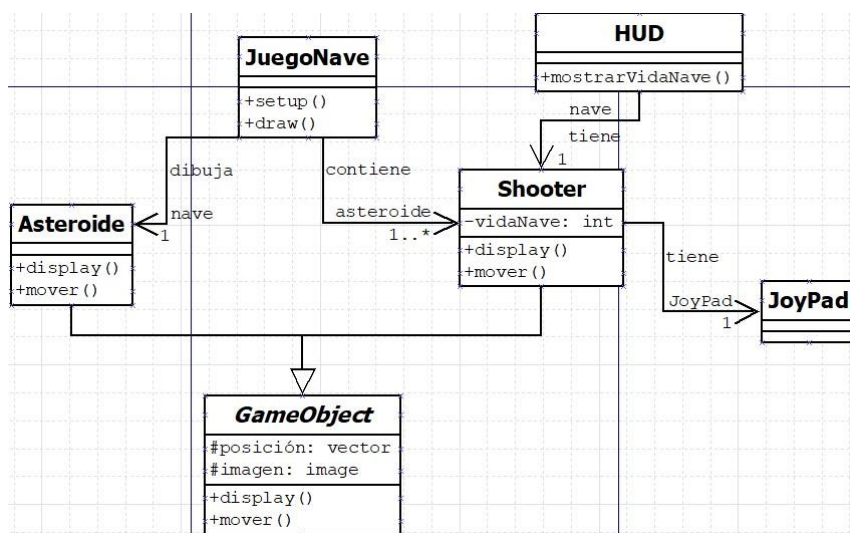 JuegoNave
+setup()
+draw()
HUD
+mostrarVidaNave()
dibuja
contiene
nave
tiene
1
Asteroide
+display()
+mover()
nave
1
asteroide
1..*
Shooter
-vidaNave: int
+display()
+mover()
tiene
JoyPad
1
JoyPad
GameObject
#posición: vector
#imagen: image
+display()
+mover()